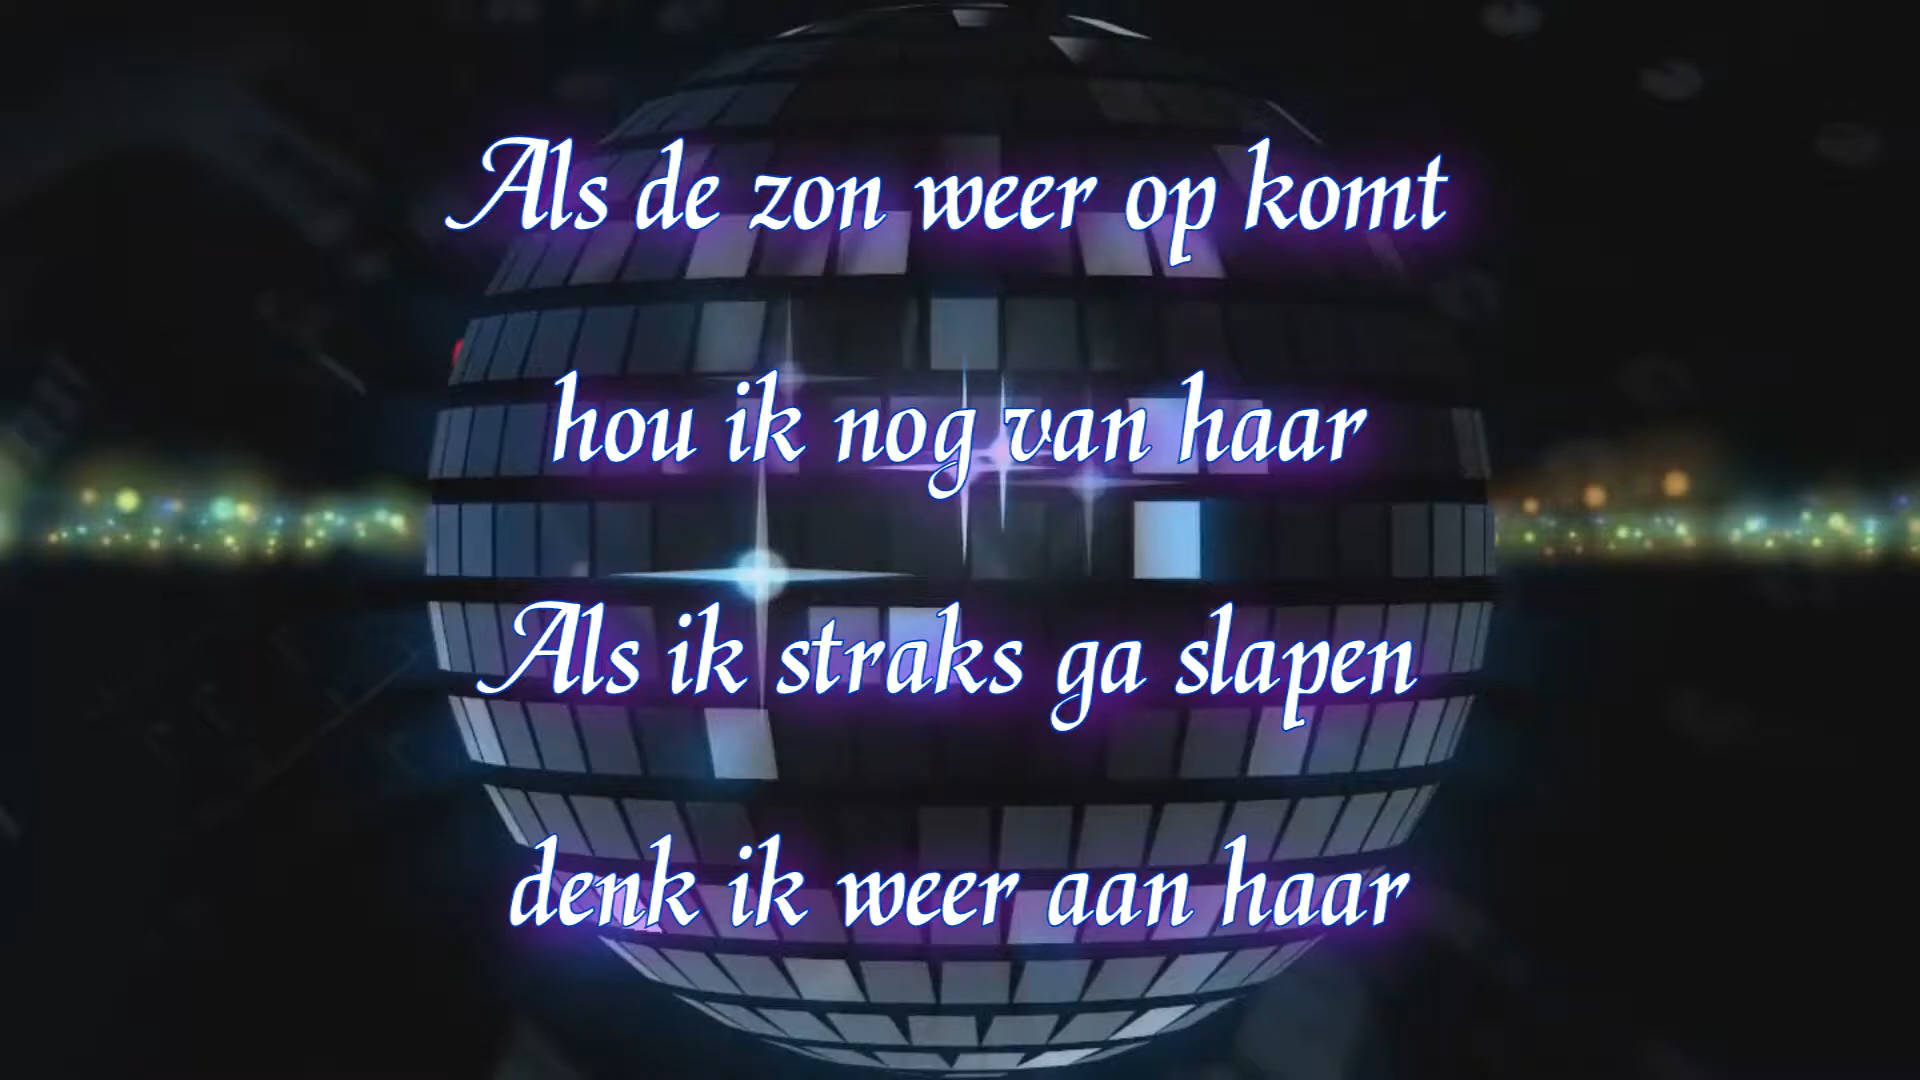 Als de zon weer op komt
hou ik nog van haar
Als ik straks ga slapen
denk ik weer aan haar